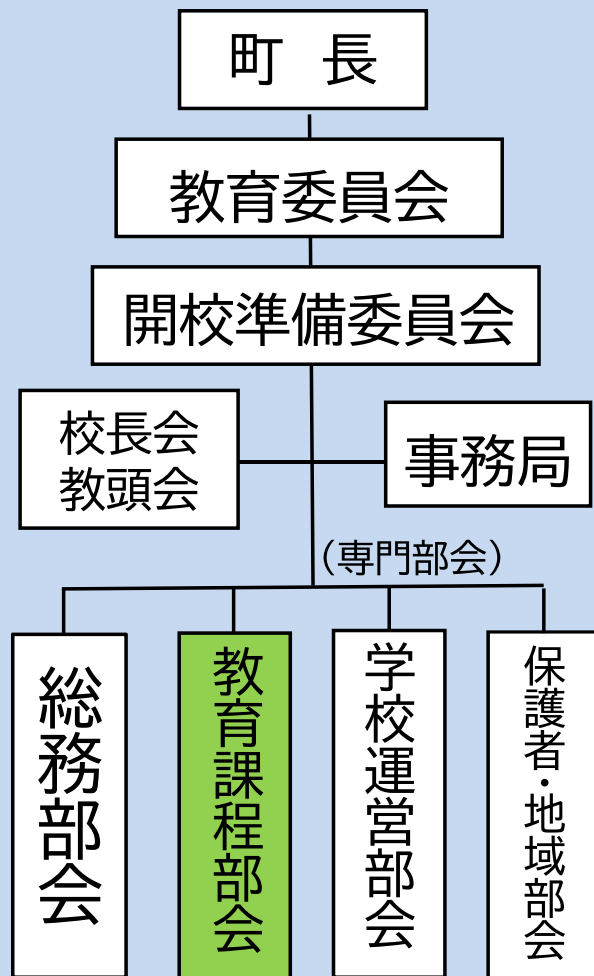 町 長
教育委員会
開校準備委員会
校長会
教頭会
事務局
（専門部会）
総務部会
教育課程部会
学校運営部会
保護者・地域部会